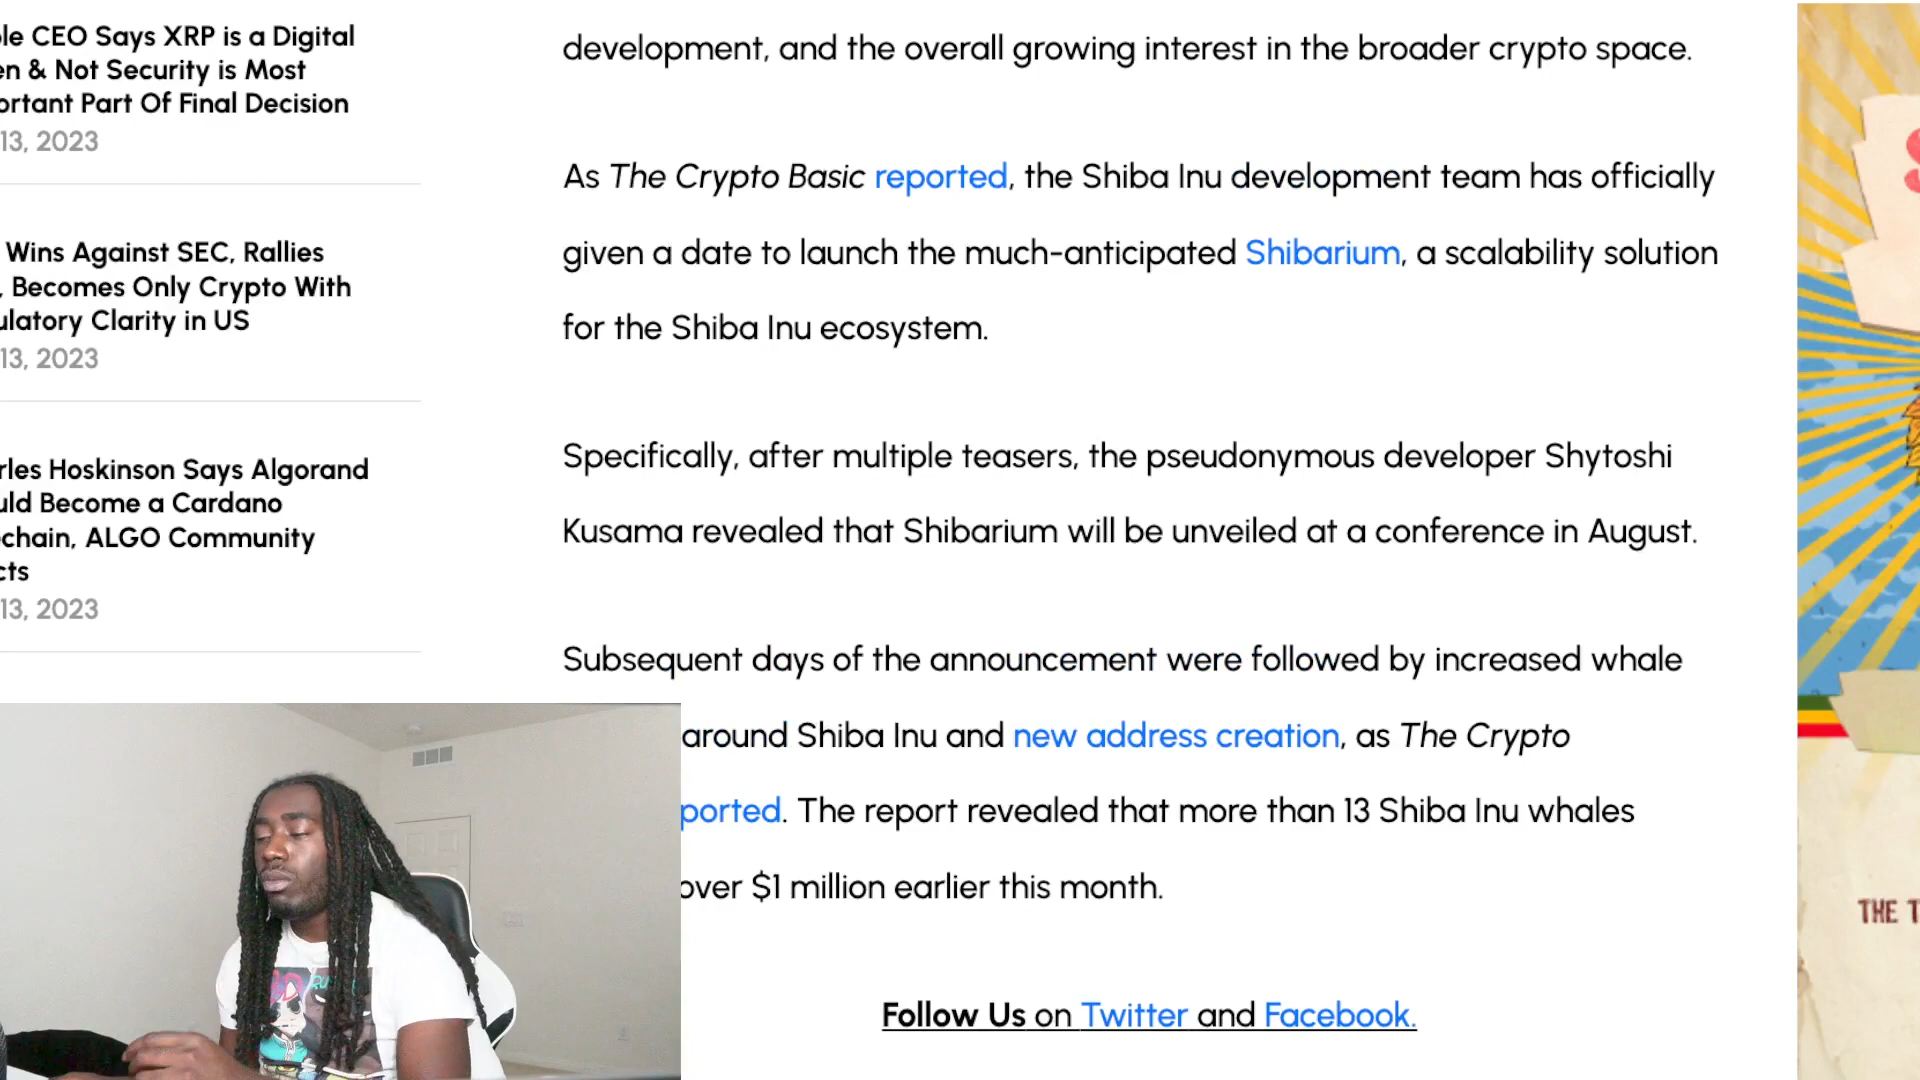 le CEO Says XRP is a Digital
en & Not Security is Most
ortant Part Of Final Decision
13, 2023
Wins Against SEC, Rallies
, Becomes Only Crypto With
ulatory Clarity in US
13, 2023
rles Hoskinson Says Algorand
uld Become a Cardano
chain, ALGO Community
cts
13, 2023
development, and the overall growing interest in the broader crypto space.
As The Crypto Basic reported, the Shiba Inu development team has officially
given a date to launch the much-anticipated Shibarium, a scalability solution
for the Shiba Inu ecosystem.
Specifically, after multiple teasers, the pseudonymous developer Shytoshi
Kusama revealed that Shibarium will be unveiled at a conference in August.
Subsequent days of the announcement were followed by increased whale
around Shiba Inu and new address creation, as The Crypto
ported. The report revealed that more than 13 Shiba Inu whales
over $1 million earlier this month.
Follow Us on Twitter and Facebook.
THE T